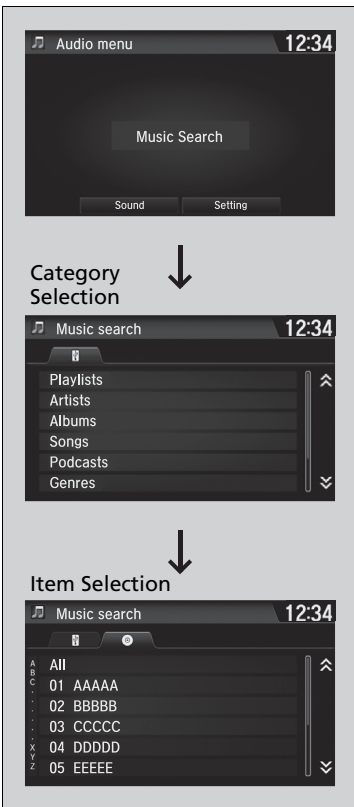 Audio menu 12:34
Music Search
Sound Setting
Category
Selection
Music search 12:34
Playlists
Artists
Albums
Songs
Podcasts
Genres
Item Selection
Music search 12:34
A
B
C
.
.
.
.
.
X
Y
Z
All
01 AAAAA
02 BBBBB
03 CCCCC
04 DDDDD
05 EEEEE